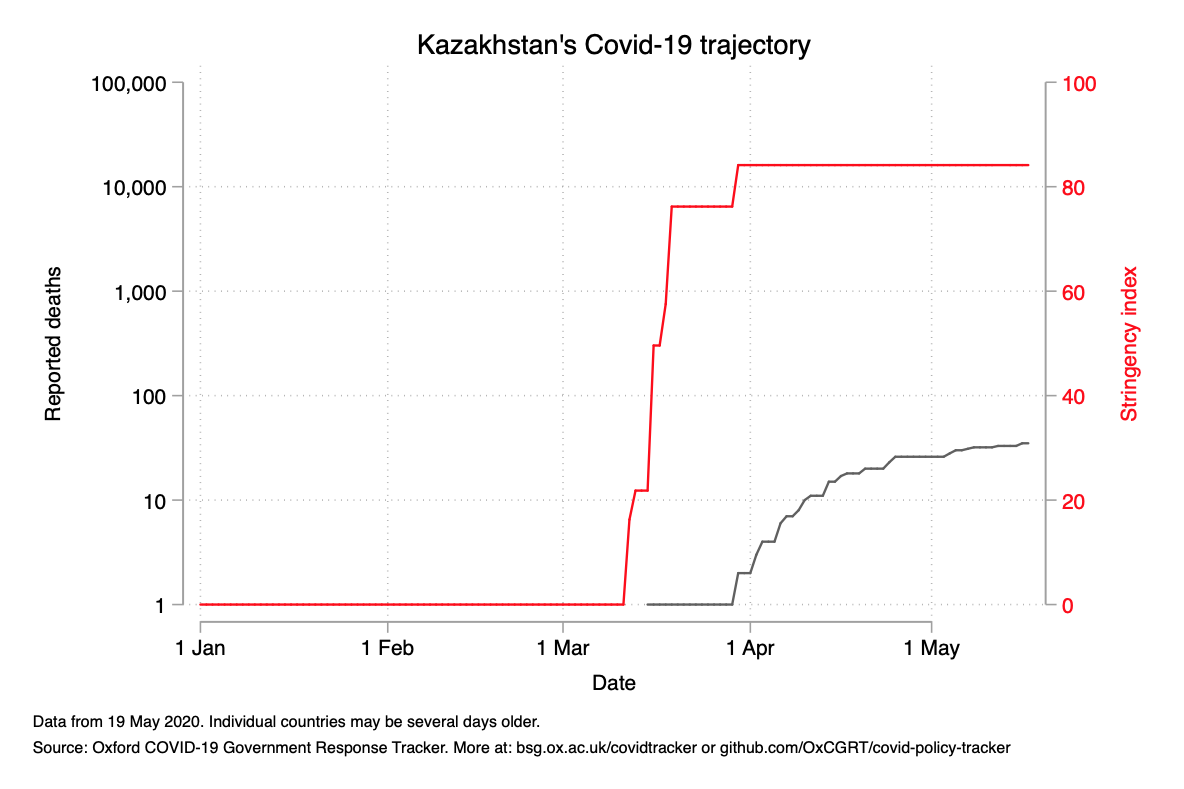 Kazakhstan's Covid-19 trajectory
100,000
10,000
1,000
100
10
1
Reported deaths
100
80
60
40
20
0
Stringency index
1 Jan
1 Feb
1 Mar
1 Apr
1 May
Date
Data from 19 May 2020. Individual countries may be several days older.
Source: Oxford COVID-19 Government Response Tracker. More at: bsg.ox.ac.uk/covidtracker or github.com/OxCGRT/covid-policy-tracker